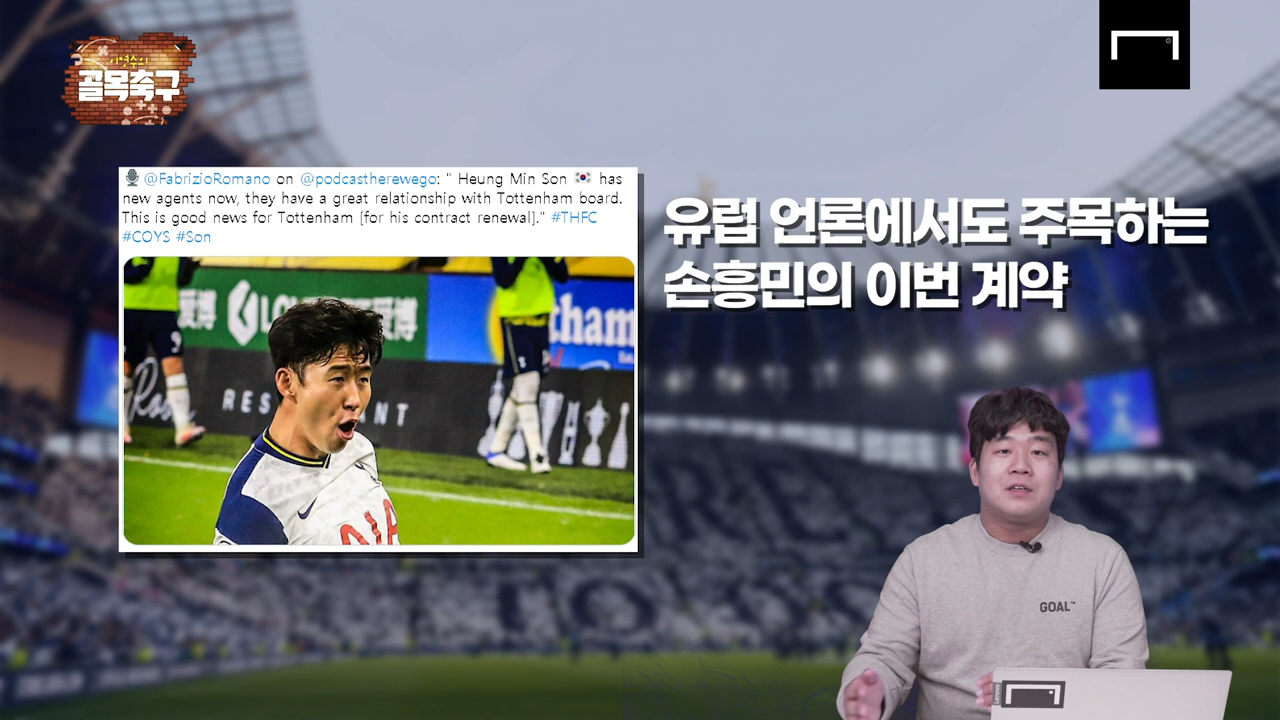 골목축구
@FabrizioRomano on @podcastherewego: " Heung Min Son 🇰🇷 has
new agents now, they have a great relationship with Tottenham board.
This is good news for Tottenham [for his contract renewal]." #THFC
#COYS #Son
유럽 언론에서도 주목하는
손흥민의 이번 계약
GOAL™